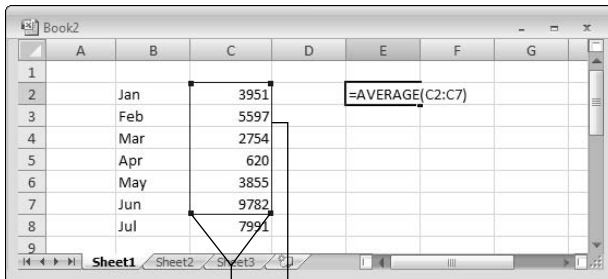 Book2
A B C D E F G
1
2 Jan 3951 =AVERAGE(C2:C7)
3 Feb 5597
4 Mar 2754
5 Apr 620
6 May 3855
7 Jun 9782
8 Jul 7991
9
Sheet1 Sheet2 Sheet3